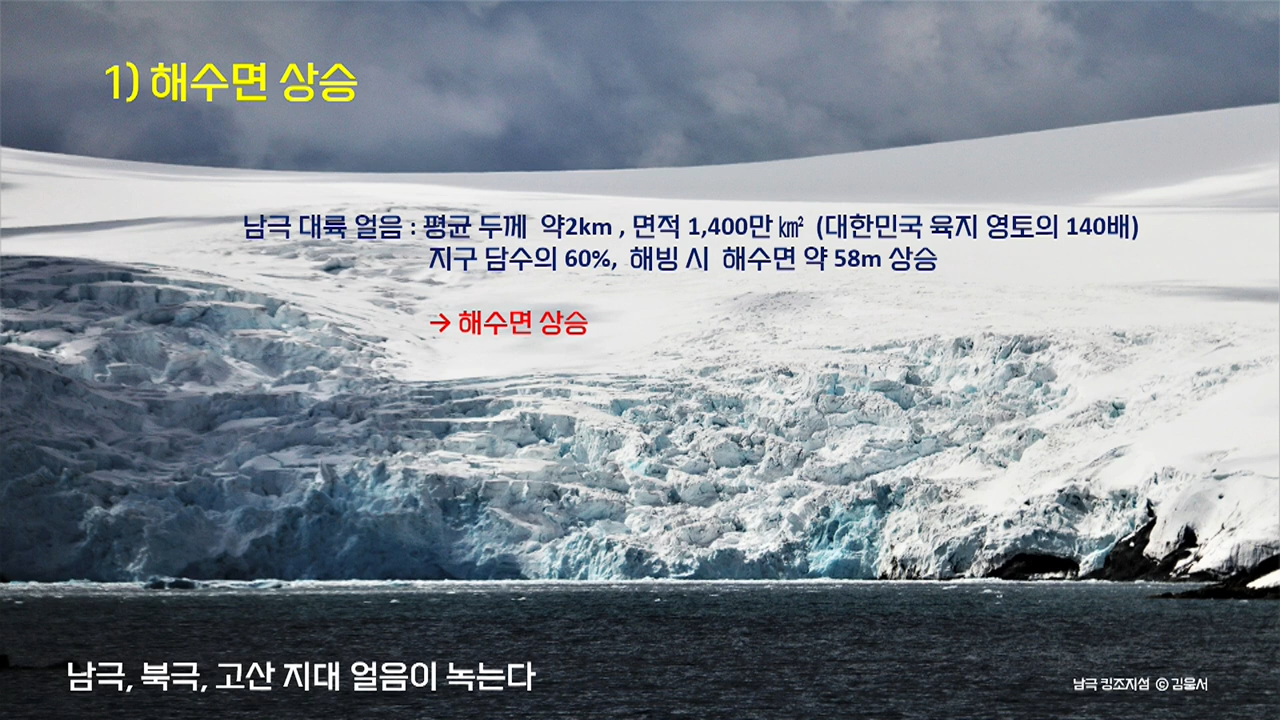 1) 해수면 상승
남극 대륙 얼음 : 평균 두께 약2km , 면적 1,400만 ㎢ (대한민국 육지 영토의 140배)
지구 담수의 60%, 해빙 시 해수면 약 58m 상승
→ 해수면 상승
남극, 북극, 고산 지대 얼음이 녹는다
남극 킹조지섬 © 김웅서